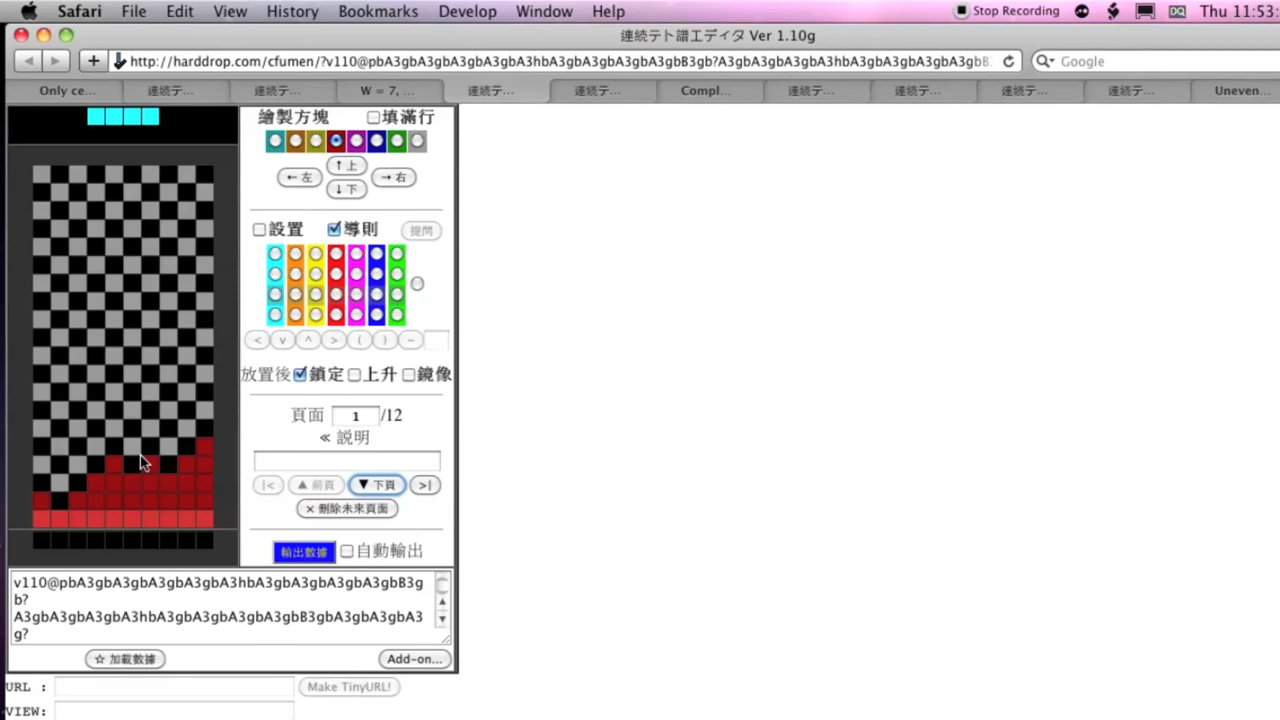 Safari File Edit View History Bookmarks Develop Window Help Stop Recording DQ Thu 11:53:
連続テト譜エディタ Ver 1.10g
http://harddrop.com/cfumen/?v110@pbA3gbA3gbA3gbA3gbA3hbA3gbA3gbA3gbA3gbB3gb?A3gbA3gbA3gbA3hbA3gbA3gbA3gbA3gbB Google
Only ce... 連続テ... 連続テ... W = 7, ... 連続テ... 連続テ... Compl... 連続テ... 連続テ... 連続テ... 連続テ... Uneven...
繪製方塊 填滿行
↑ 上
← 左 → 右
↓ 下
設置 導則 提問
< v ^ > ( ) ~
放置後 鎖定 上升 鏡像
頁面 1 /12
≪ 説明
|< ▲ 前頁 ▼ 下頁 >|
× 刪除未來頁面
輸出數據 自動輸出
v110@pbA3gbA3gbA3gbA3gbA3hbA3gbA3gbA3gbA3gbB3g
b?
A3gbA3gbA3gbA3hbA3gbA3gbA3gbA3gbB3gbA3gbA3gbA3
g?
☆ 加載數據 Add-on...
URL : Make TinyURL!
VIEW: